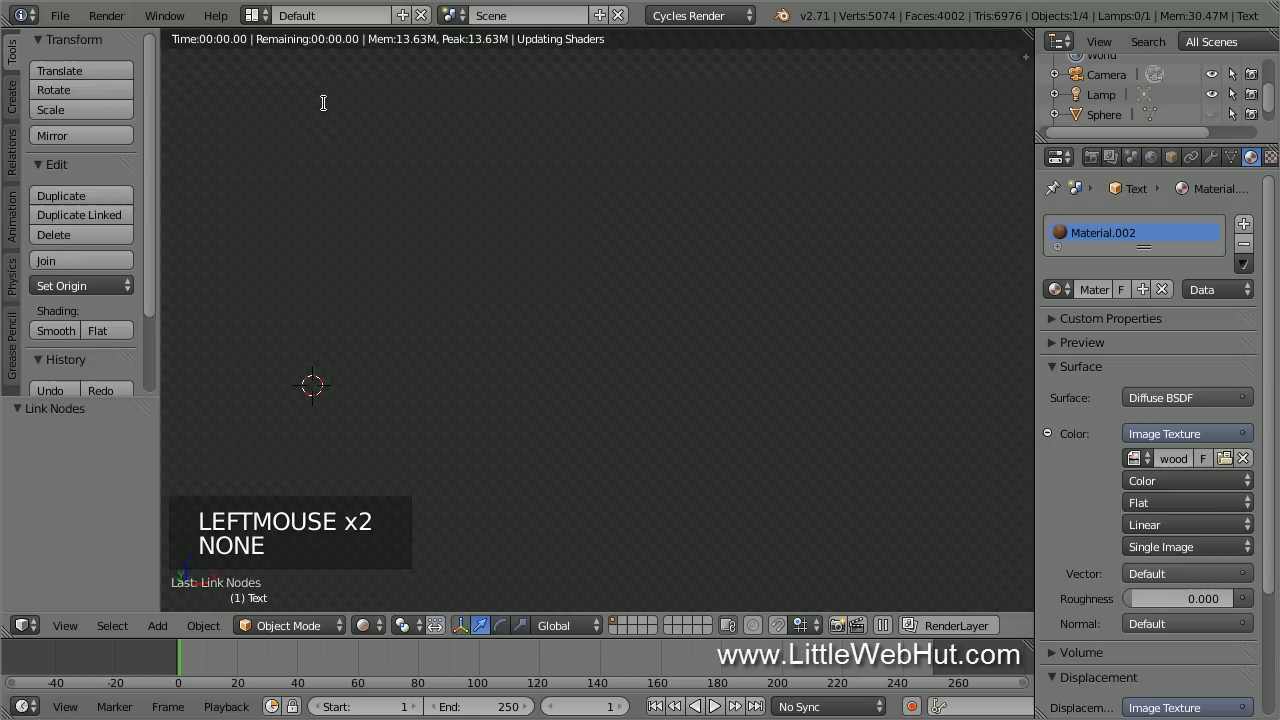 File Render Window Help Default Scene Cycles Render v2.71 | Verts:5074 | Faces:4002 | Tris:6976 | Objects:1/4 | Lamps:0/1 | Mem:30.47M | Text
Time:00:00.00 | Remaining:00:00.00 | Mem:13.63M, Peak:13.63M | Updating Shaders
Tools
Create
Relations
Animation
Physics
Grease Pencil
Transform
Translate
Rotate
Scale
Mirror
Edit
Duplicate
Duplicate Linked
Delete
Join
Set Origin
Shading:
Smooth Flat
History
Undo Redo
Link Nodes
LEFTMOUSE x2
NONE
Last: Link Nodes
(1) Text
View Select Add Object Object Mode Global RenderLayer
www.LittleWebHut.com
-40 -20 0 20 40 60 80 100 120 140 160 180 200 220 240 260
View Marker Frame Playback Start: 1 End: 250 1 No Sync
View Search All Scenes
World
Camera
Lamp
Sphere
Text Material....
Material.002
Mater F Data
Custom Properties
Preview
Surface
Surface: Diffuse BSDF
Color: Image Texture
wood F
Color
Flat
Linear
Single Image
Vector: Default
Roughness 0.000
Normal: Default
Volume
Displacement
Displacem... Image Texture